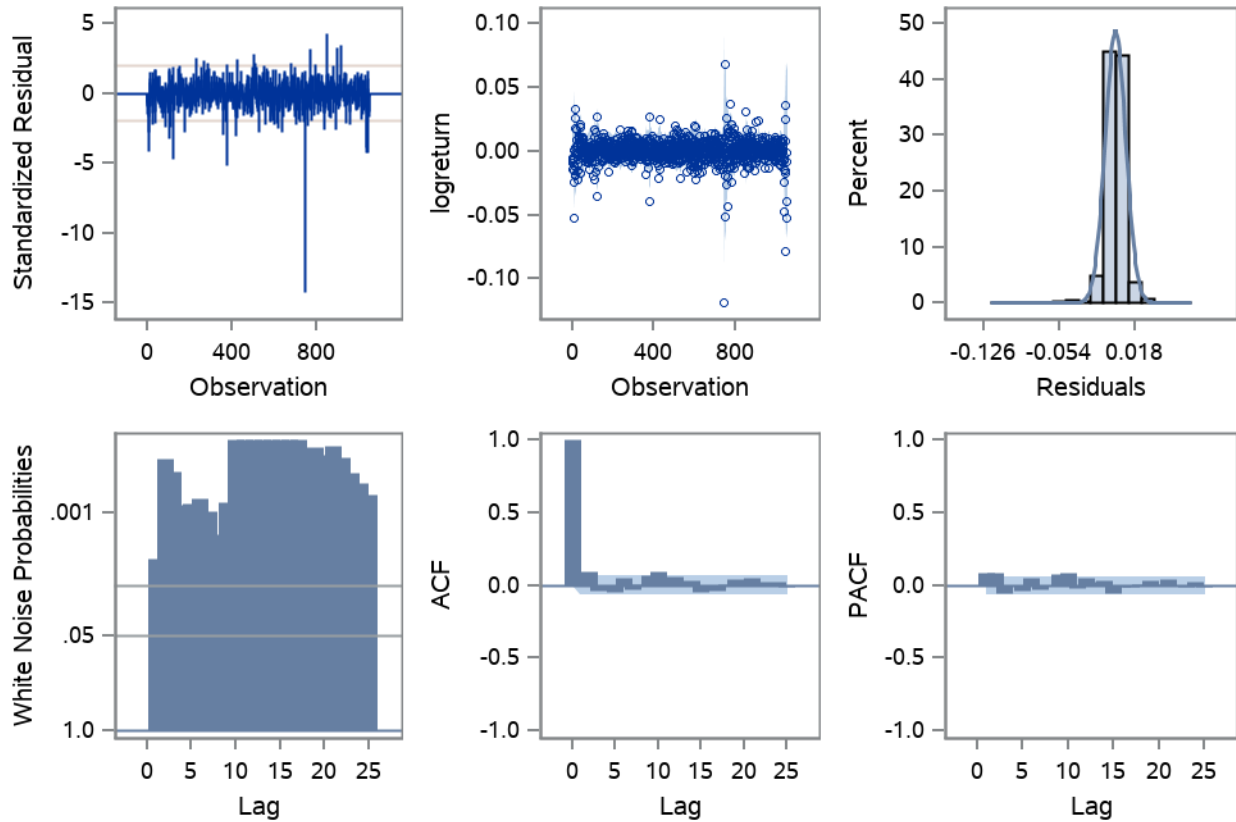 Standardized Residual
5
0
-5
-10
-15
0 400 800
Observation
logreturn
0.10
0.05
0.00
-0.05
-0.10
0 400 800
Observation
Percent
50
40
30
20
10
0
-0.126 -0.054 0.018
Residuals
White Noise Probabilities
.001
.05
1.0
0 5 10 15 20 25
Lag
ACF
1.0
0.5
0.0
-0.5
-1.0
0 5 10 15 20 25
Lag
PACF
1.0
0.5
0.0
-0.5
-1.0
0 5 10 15 20 25
Lag